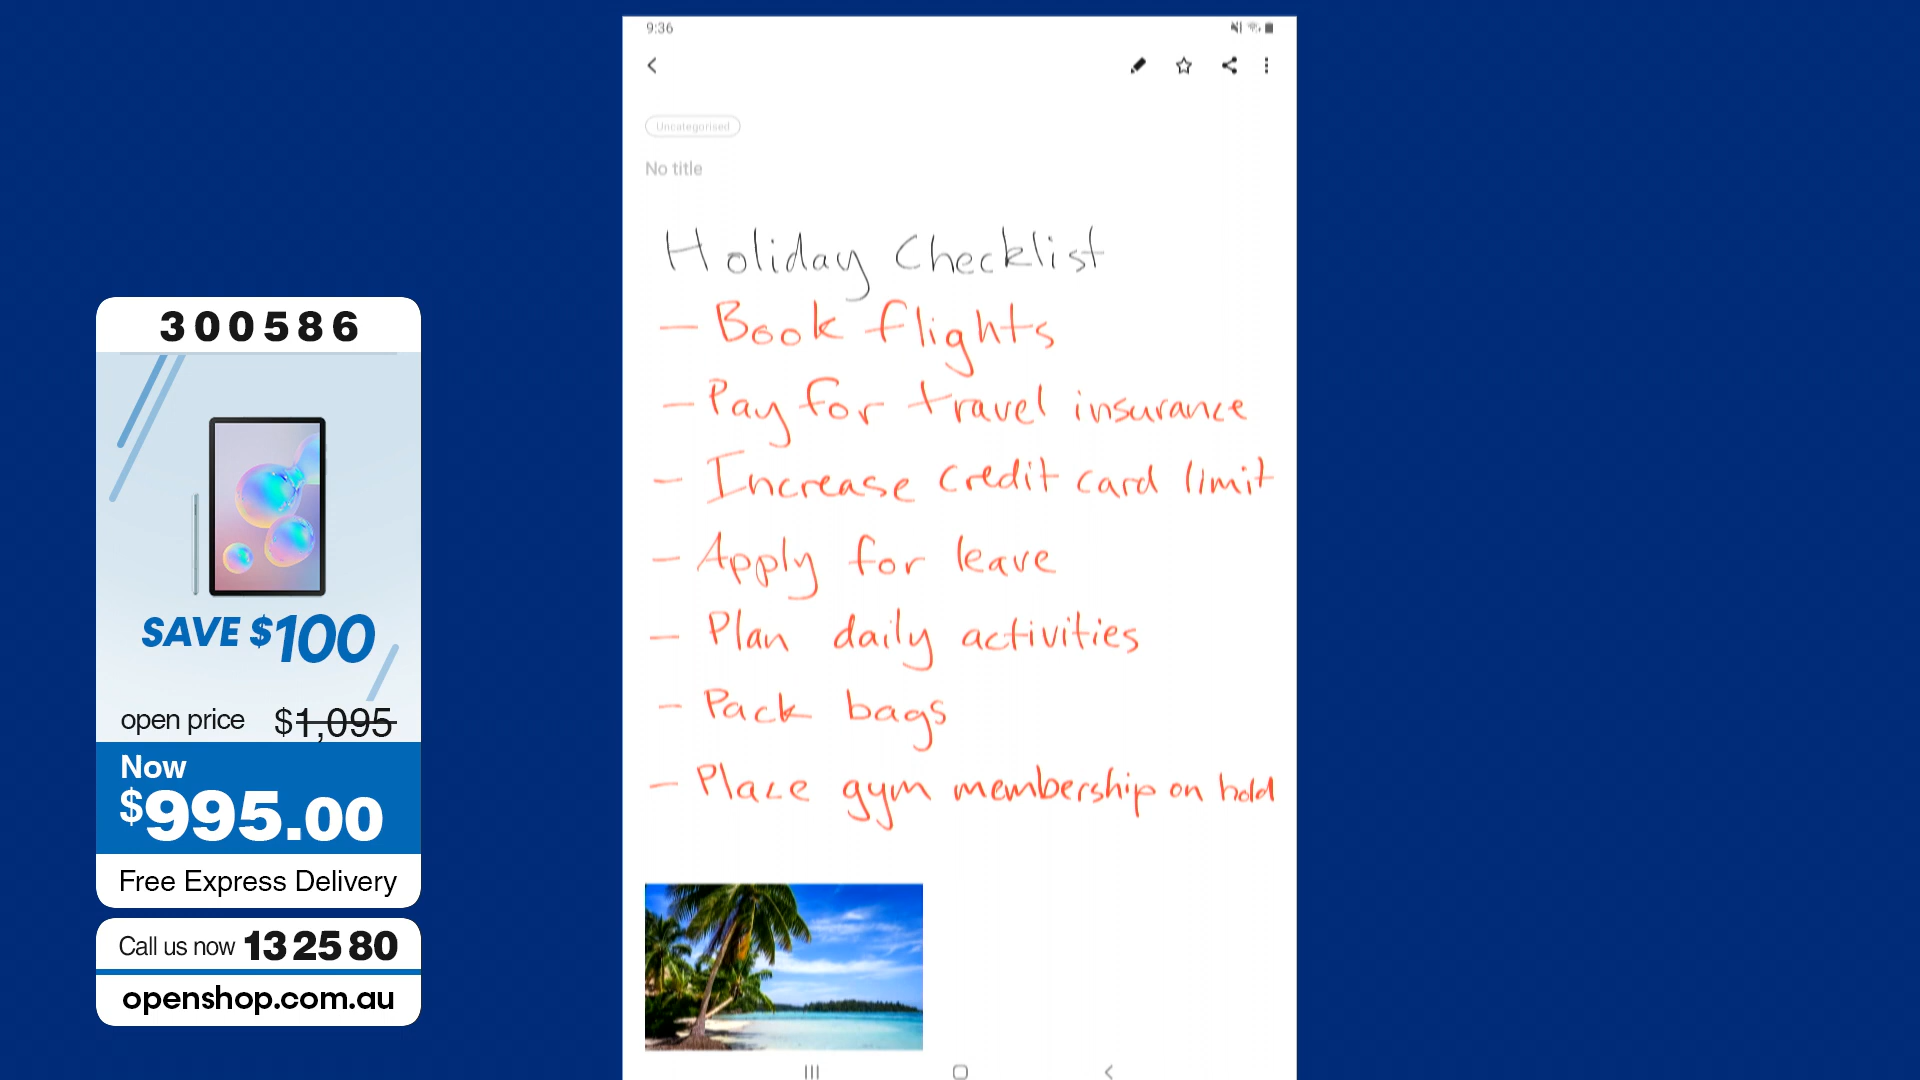 300586
SAVE $100
open price $1,095
Now
$995.00
Free Express Delivery
Call us now 13 25 80
openshop.com.au
9:36
Uncategorised
No title
Holiday Checklist
- Book flights
- Pay for travel insurance
- Increase credit card limit
- Apply for leave
- Plan daily activities
- Pack bags
- Place gym membership on hold